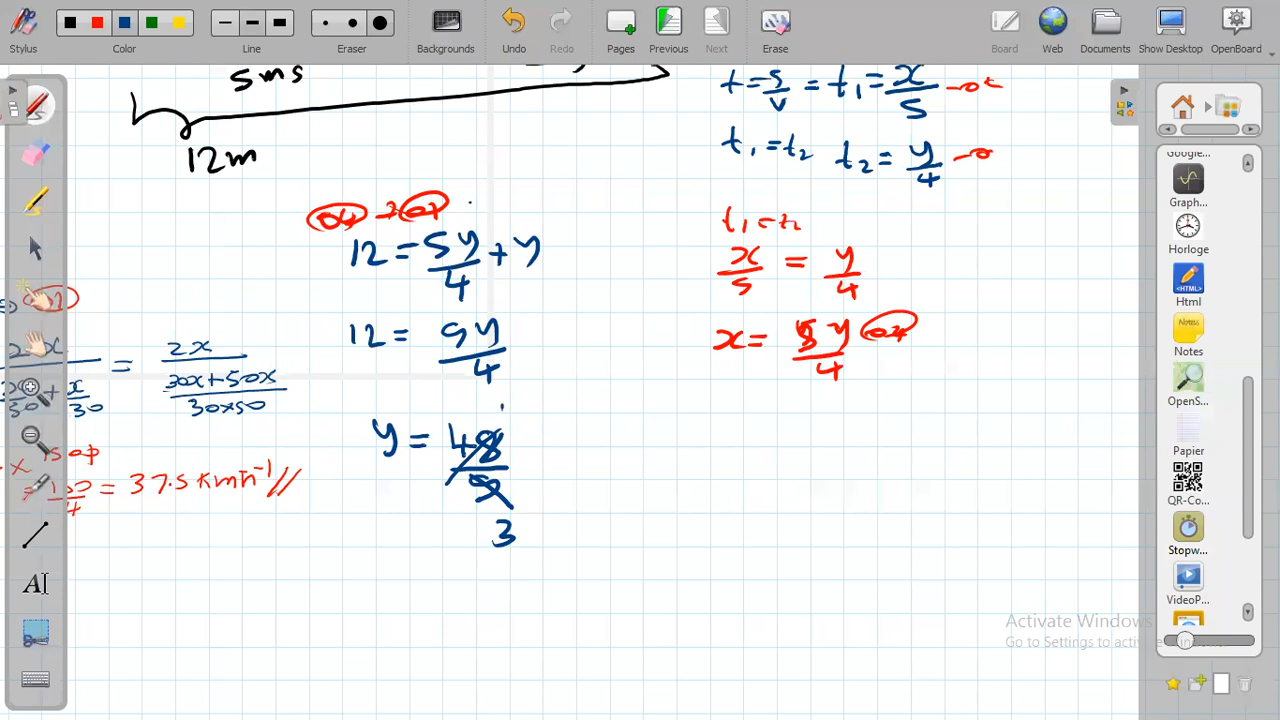 Stylus Color Line Eraser Backgrounds Undo Redo Pages Previous Next Erase Board Web Documents Show Desktop OpenBoard
5ms
12m
t = s/v = t₁ = x/5
t₁ = t₂ t₂ = y/4
12 = 5y/4 + y
12 = 9y/4
y = 48/9
3
t₁ = t₂
x/5 = y/4
x = 5y/4
= 2x / (30x+50x / 30x50)
x/30
= 37.5 Kmh⁻¹//
Google...
Horloge
Html
Notes
OpenS...
Papier
QR-Co...
Stopw...
VideoP...
Activate Windows
Go to Settings to activ